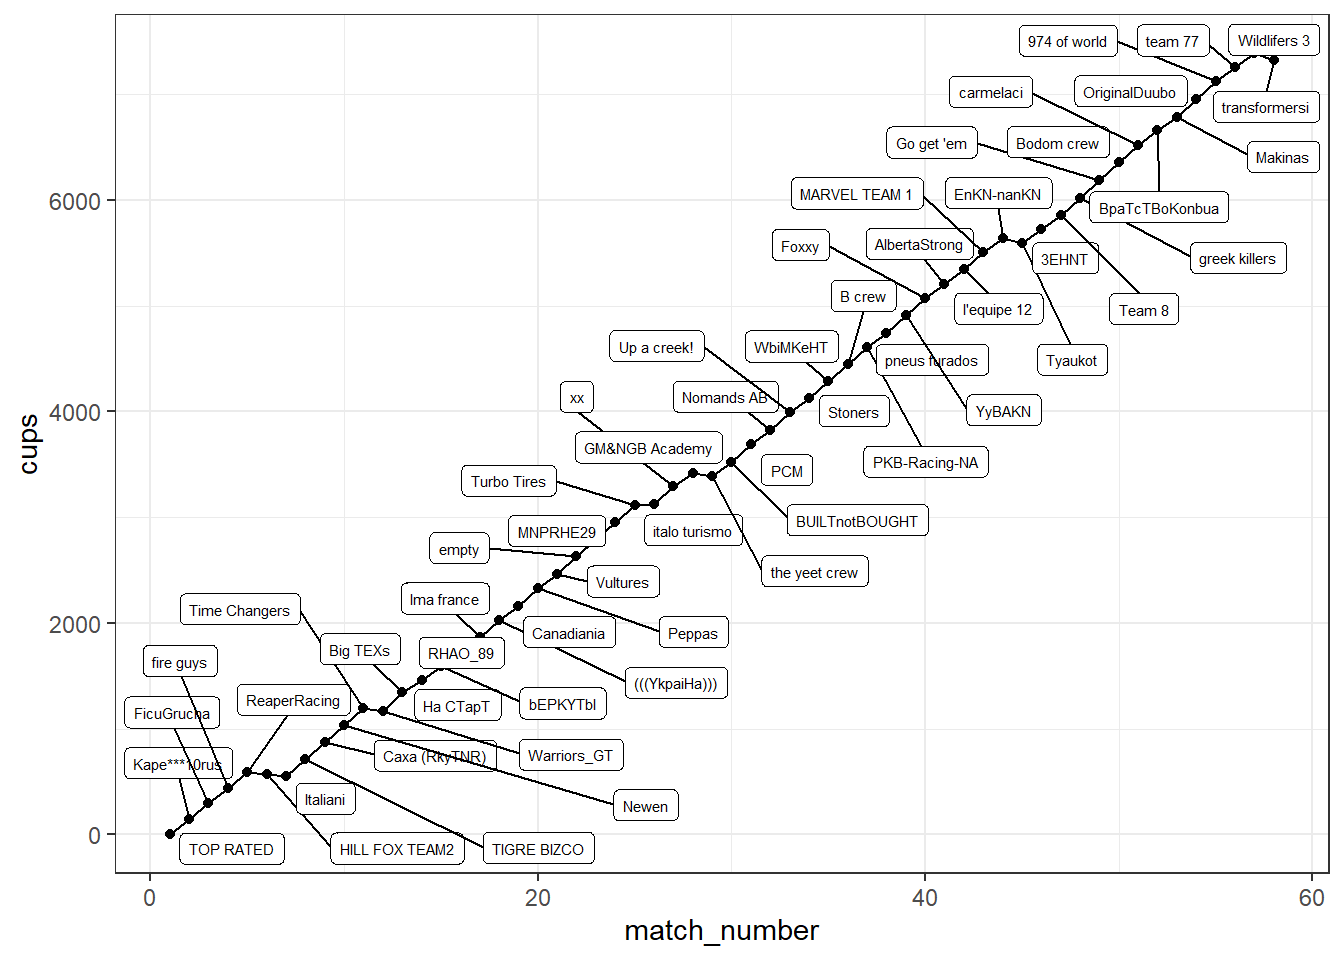 974 of world
team 77
Wildlifers 3
carmelaci
OriginalDuubo
transformersi
Go get 'em
Bodom crew
Makinas
MARVEL TEAM 1
EnKN-nanKN
BpaTcTBoKonbua
6000
Foxxy
AlbertaStrong
3EHNT
greek killers
B crew
l'equipe 12
Team 8
Up a creek!
WbiMKeHT
pneus furados
Tyaukot
xx
Nomands AB
Stoners
YyBAKN
4000
GM&NGB Academy
PCM
PKB-Racing-NA
cups
Turbo Tires
BUILTnotBOUGHT
MNPRHE29
italo turismo
empty
the yeet crew
Vultures
Ima france
Time Changers
2000
Canadiania
Peppas
fire guys
Big TEXs
RHAO_89
(((YkpaiHa)))
ReaperRacing
Ha CTapT
bEPKYTbI
FicuGrucha
Kape***10rus
Caxa (RkyTNR)
Warriors_GT
Italiani
Newen
0
TOP RATED
HILL FOX TEAM2
TIGRE BIZCO
0
20
40
60
match_number